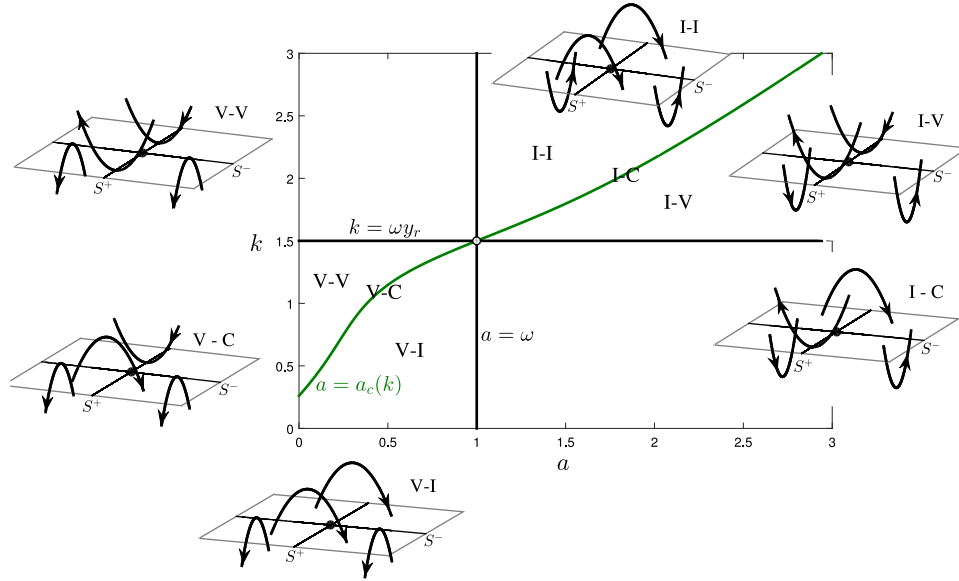 I-I
S⁺
S⁻
V-V
S⁺
S⁻
I-V
S⁺
S⁻
3
2.5
2
1.5
1
0.5
0
k
I-I
I-C
I-V
k = ωy_r
V-V
V-C
V-I
a = ω
a = a_c(k)
V - C
S⁺
S⁻
I - C
S⁺
S⁻
0
0.5
1
1.5
2
2.5
3
a
V-I
S⁺
S⁻